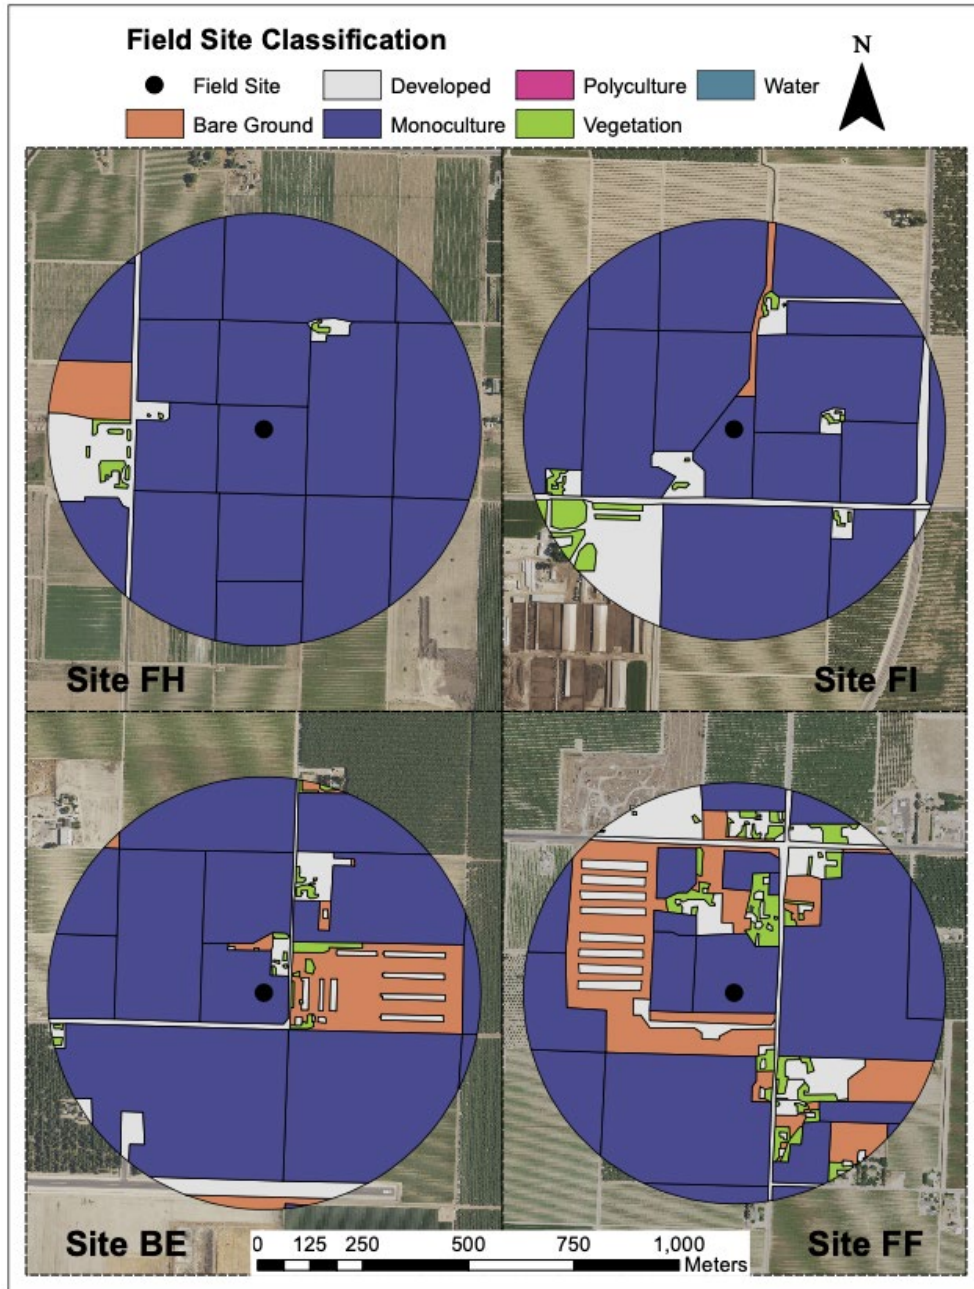 Field Site Classification
N
Field Site Developed Polyculture Water
Bare Ground Monoculture Vegetation
Site FH Site FI
Site BE Site FF
0 125 250 500 750 1,000
Meters